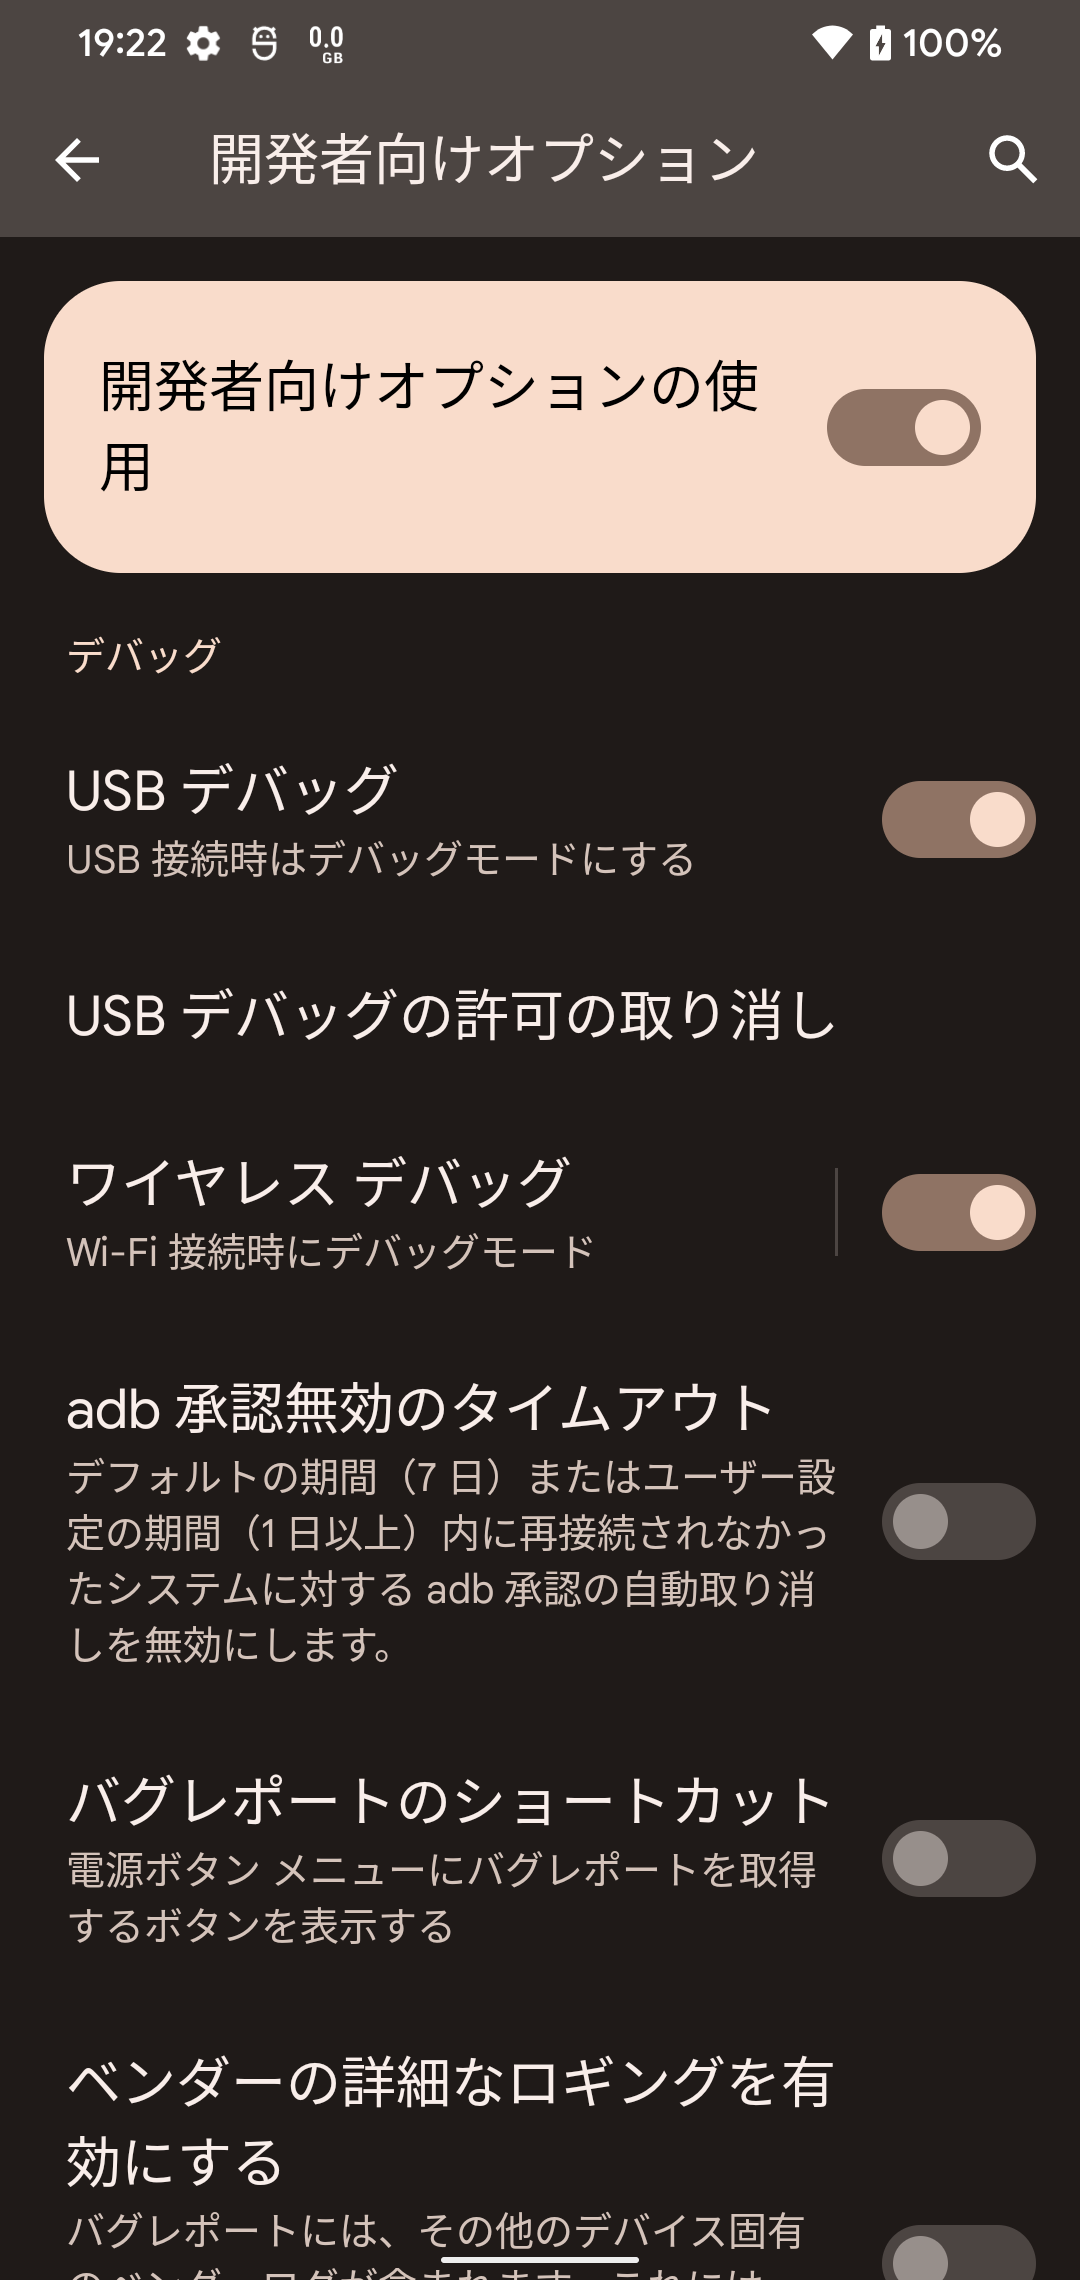 19:22 0.0 GB 100%
開発者向けオプション
開発者向けオプションの使
用
デバッグ
USB デバッグ
USB 接続時はデバッグモードにする
USB デバッグの許可の取り消し
ワイヤレス デバッグ
Wi-Fi 接続時にデバッグモード
adb 承認無効のタイムアウト
デフォルトの期間（7 日）またはユーザー設
定の期間（1 日以上）内に再接続されなかっ
たシステムに対する adb 承認の自動取り消
しを無効にします。
バグレポートのショートカット
電源ボタン メニューにバグレポートを取得
するボタンを表示する
ベンダーの詳細なロギングを有
効にする
バグレポートには、その他のデバイス固有